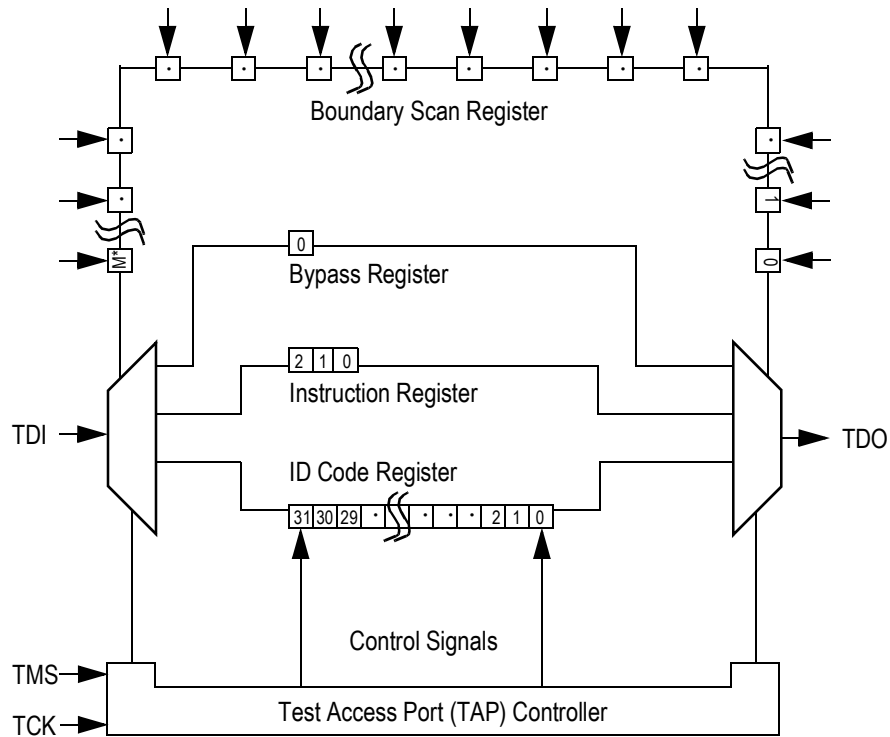 · · · · · · · ·
Boundary Scan Register
· ·
· 1
M* 0
0
Bypass Register
2 1 0
Instruction Register
TDI TDO
ID Code Register
31 30 29 · · · · 2 1 0
Control Signals
TMS
Test Access Port (TAP) Controller
TCK